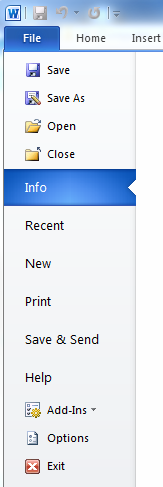 W
File Home Insert
Save
Save As
Open
Close
Info
Recent
New
Print
Save & Send
Help
Add-Ins
Options
Exit